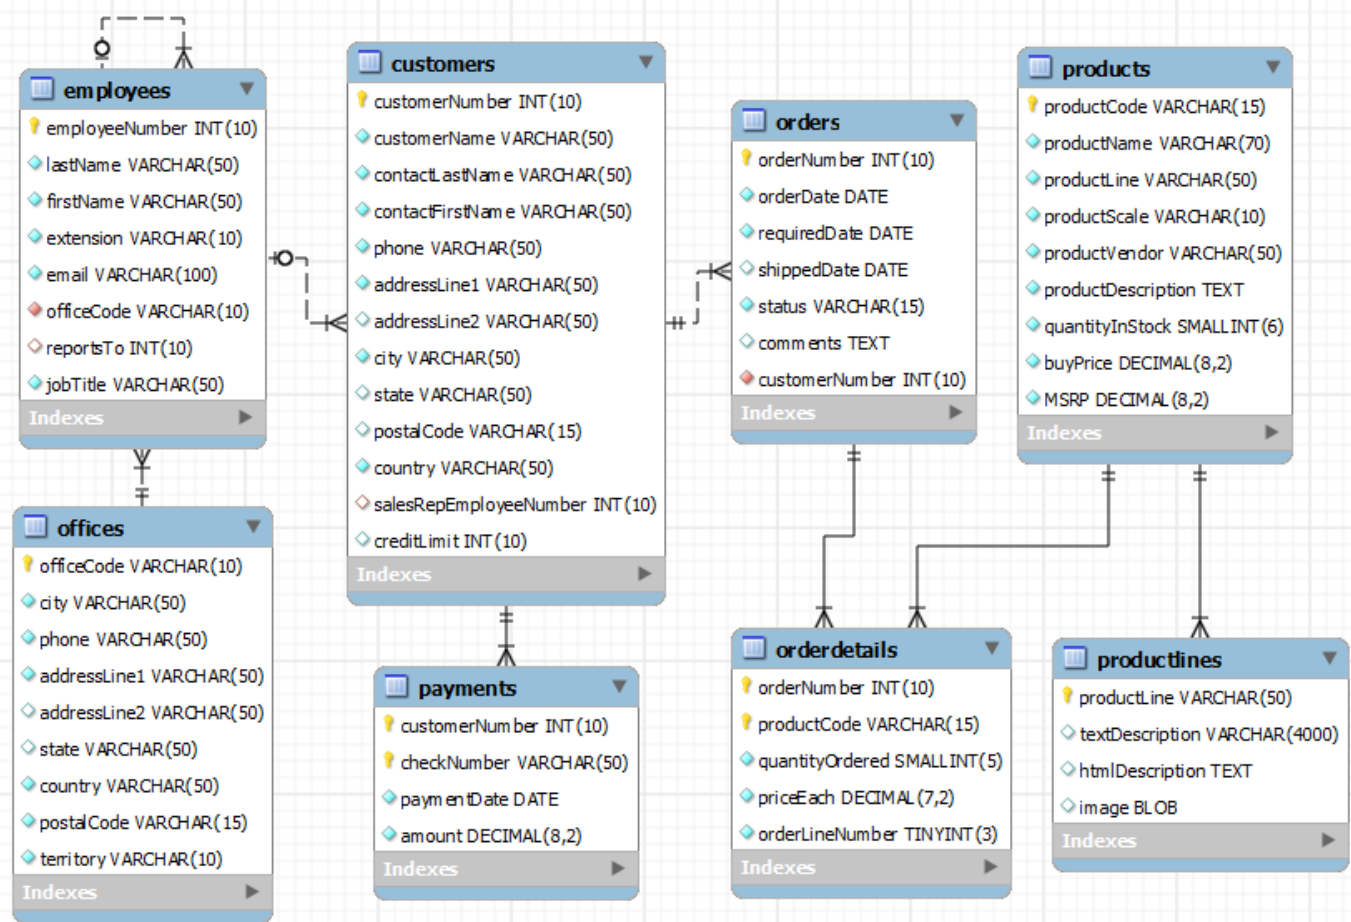 employees
employeeNumber INT(10)
lastName VARCHAR(50)
firstName VARCHAR(50)
extension VARCHAR(10)
email VARCHAR(100)
officeCode VARCHAR(10)
reportsTo INT(10)
jobTitle VARCHAR(50)
Indexes
offices
officeCode VARCHAR(10)
city VARCHAR(50)
phone VARCHAR(50)
addressLine1 VARCHAR(50)
addressLine2 VARCHAR(50)
state VARCHAR(50)
country VARCHAR(50)
postalCode VARCHAR(15)
territory VARCHAR(10)
Indexes
customers
customerNumber INT(10)
customerName VARCHAR(50)
contactLastName VARCHAR(50)
contactFirstName VARCHAR(50)
phone VARCHAR(50)
addressLine1 VARCHAR(50)
addressLine2 VARCHAR(50)
city VARCHAR(50)
state VARCHAR(50)
postalCode VARCHAR(15)
country VARCHAR(50)
salesRepEmployeeNumber INT(10)
creditLimit INT(10)
Indexes
payments
customerNumber INT(10)
checkNumber VARCHAR(50)
paymentDate DATE
amount DECIMAL(8,2)
Indexes
orders
orderNumber INT(10)
orderDate DATE
requiredDate DATE
shippedDate DATE
status VARCHAR(15)
comments TEXT
customerNumber INT(10)
Indexes
orderdetails
orderNumber INT(10)
productCode VARCHAR(15)
quantityOrdered SMALLINT(5)
priceEach DECIMAL(7,2)
orderLineNumber TINYINT(3)
Indexes
products
productCode VARCHAR(15)
productName VARCHAR(70)
productLine VARCHAR(50)
productScale VARCHAR(10)
productVendor VARCHAR(50)
productDescription TEXT
quantityInStock SMALLINT(6)
buyPrice DECIMAL(8,2)
MSRP DECIMAL(8,2)
Indexes
productlines
productLine VARCHAR(50)
textDescription VARCHAR(4000)
htmlDescription TEXT
image BLOB
Indexes